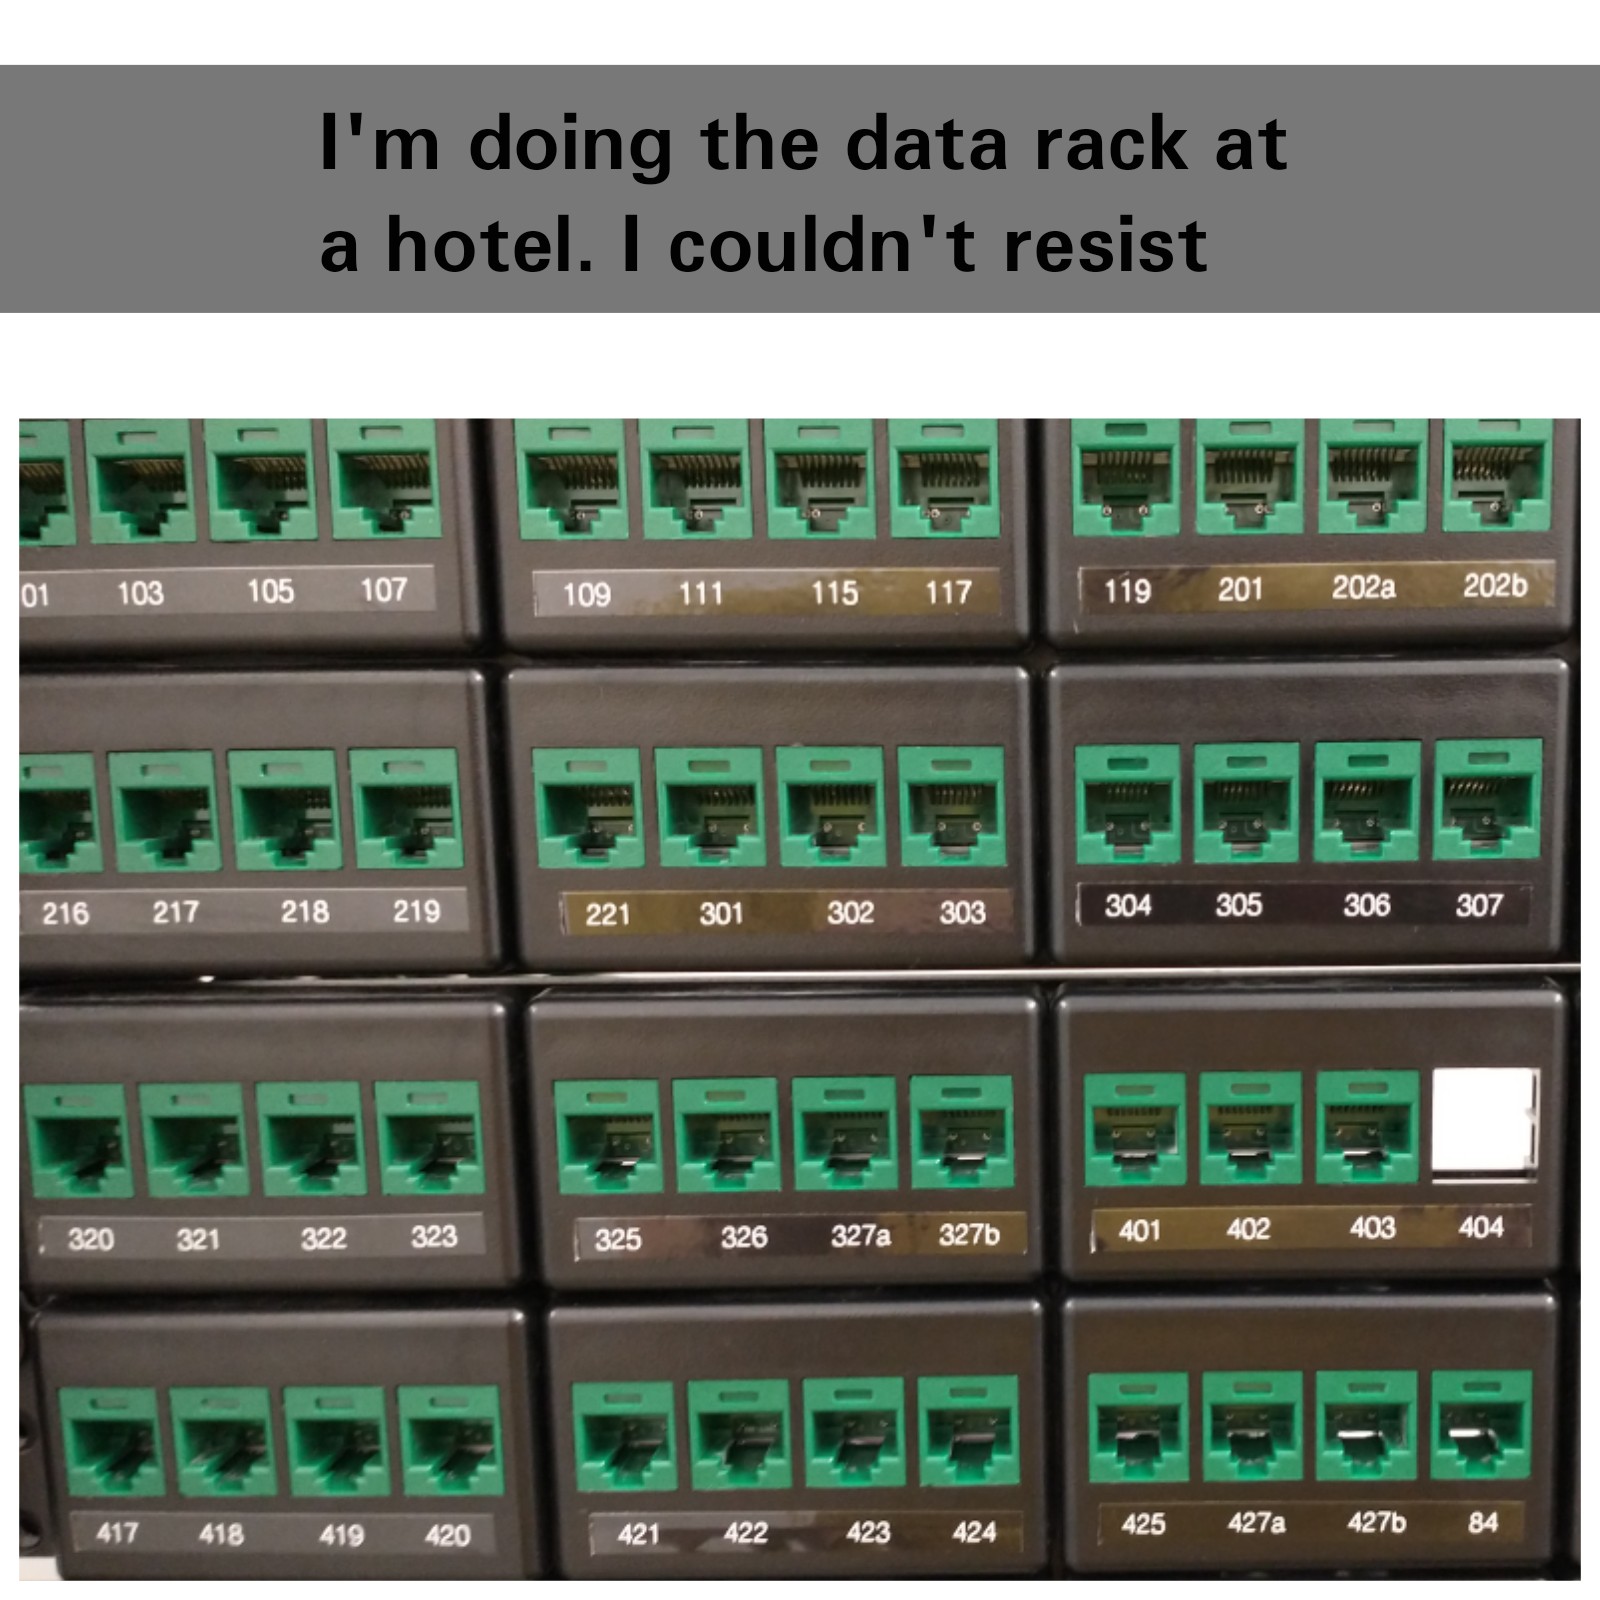 I'm doing the data rack at
a hotel. I couldn't resist
01 103 105 107 109 111 115 117 119 201 202a 202b
216 217 218 219 221 301 302 303 304 305 306 307
320 321 322 323 325 326 327a 327b 401 402 403 404
417 418 419 420 421 422 423 424 425 427a 427b 84